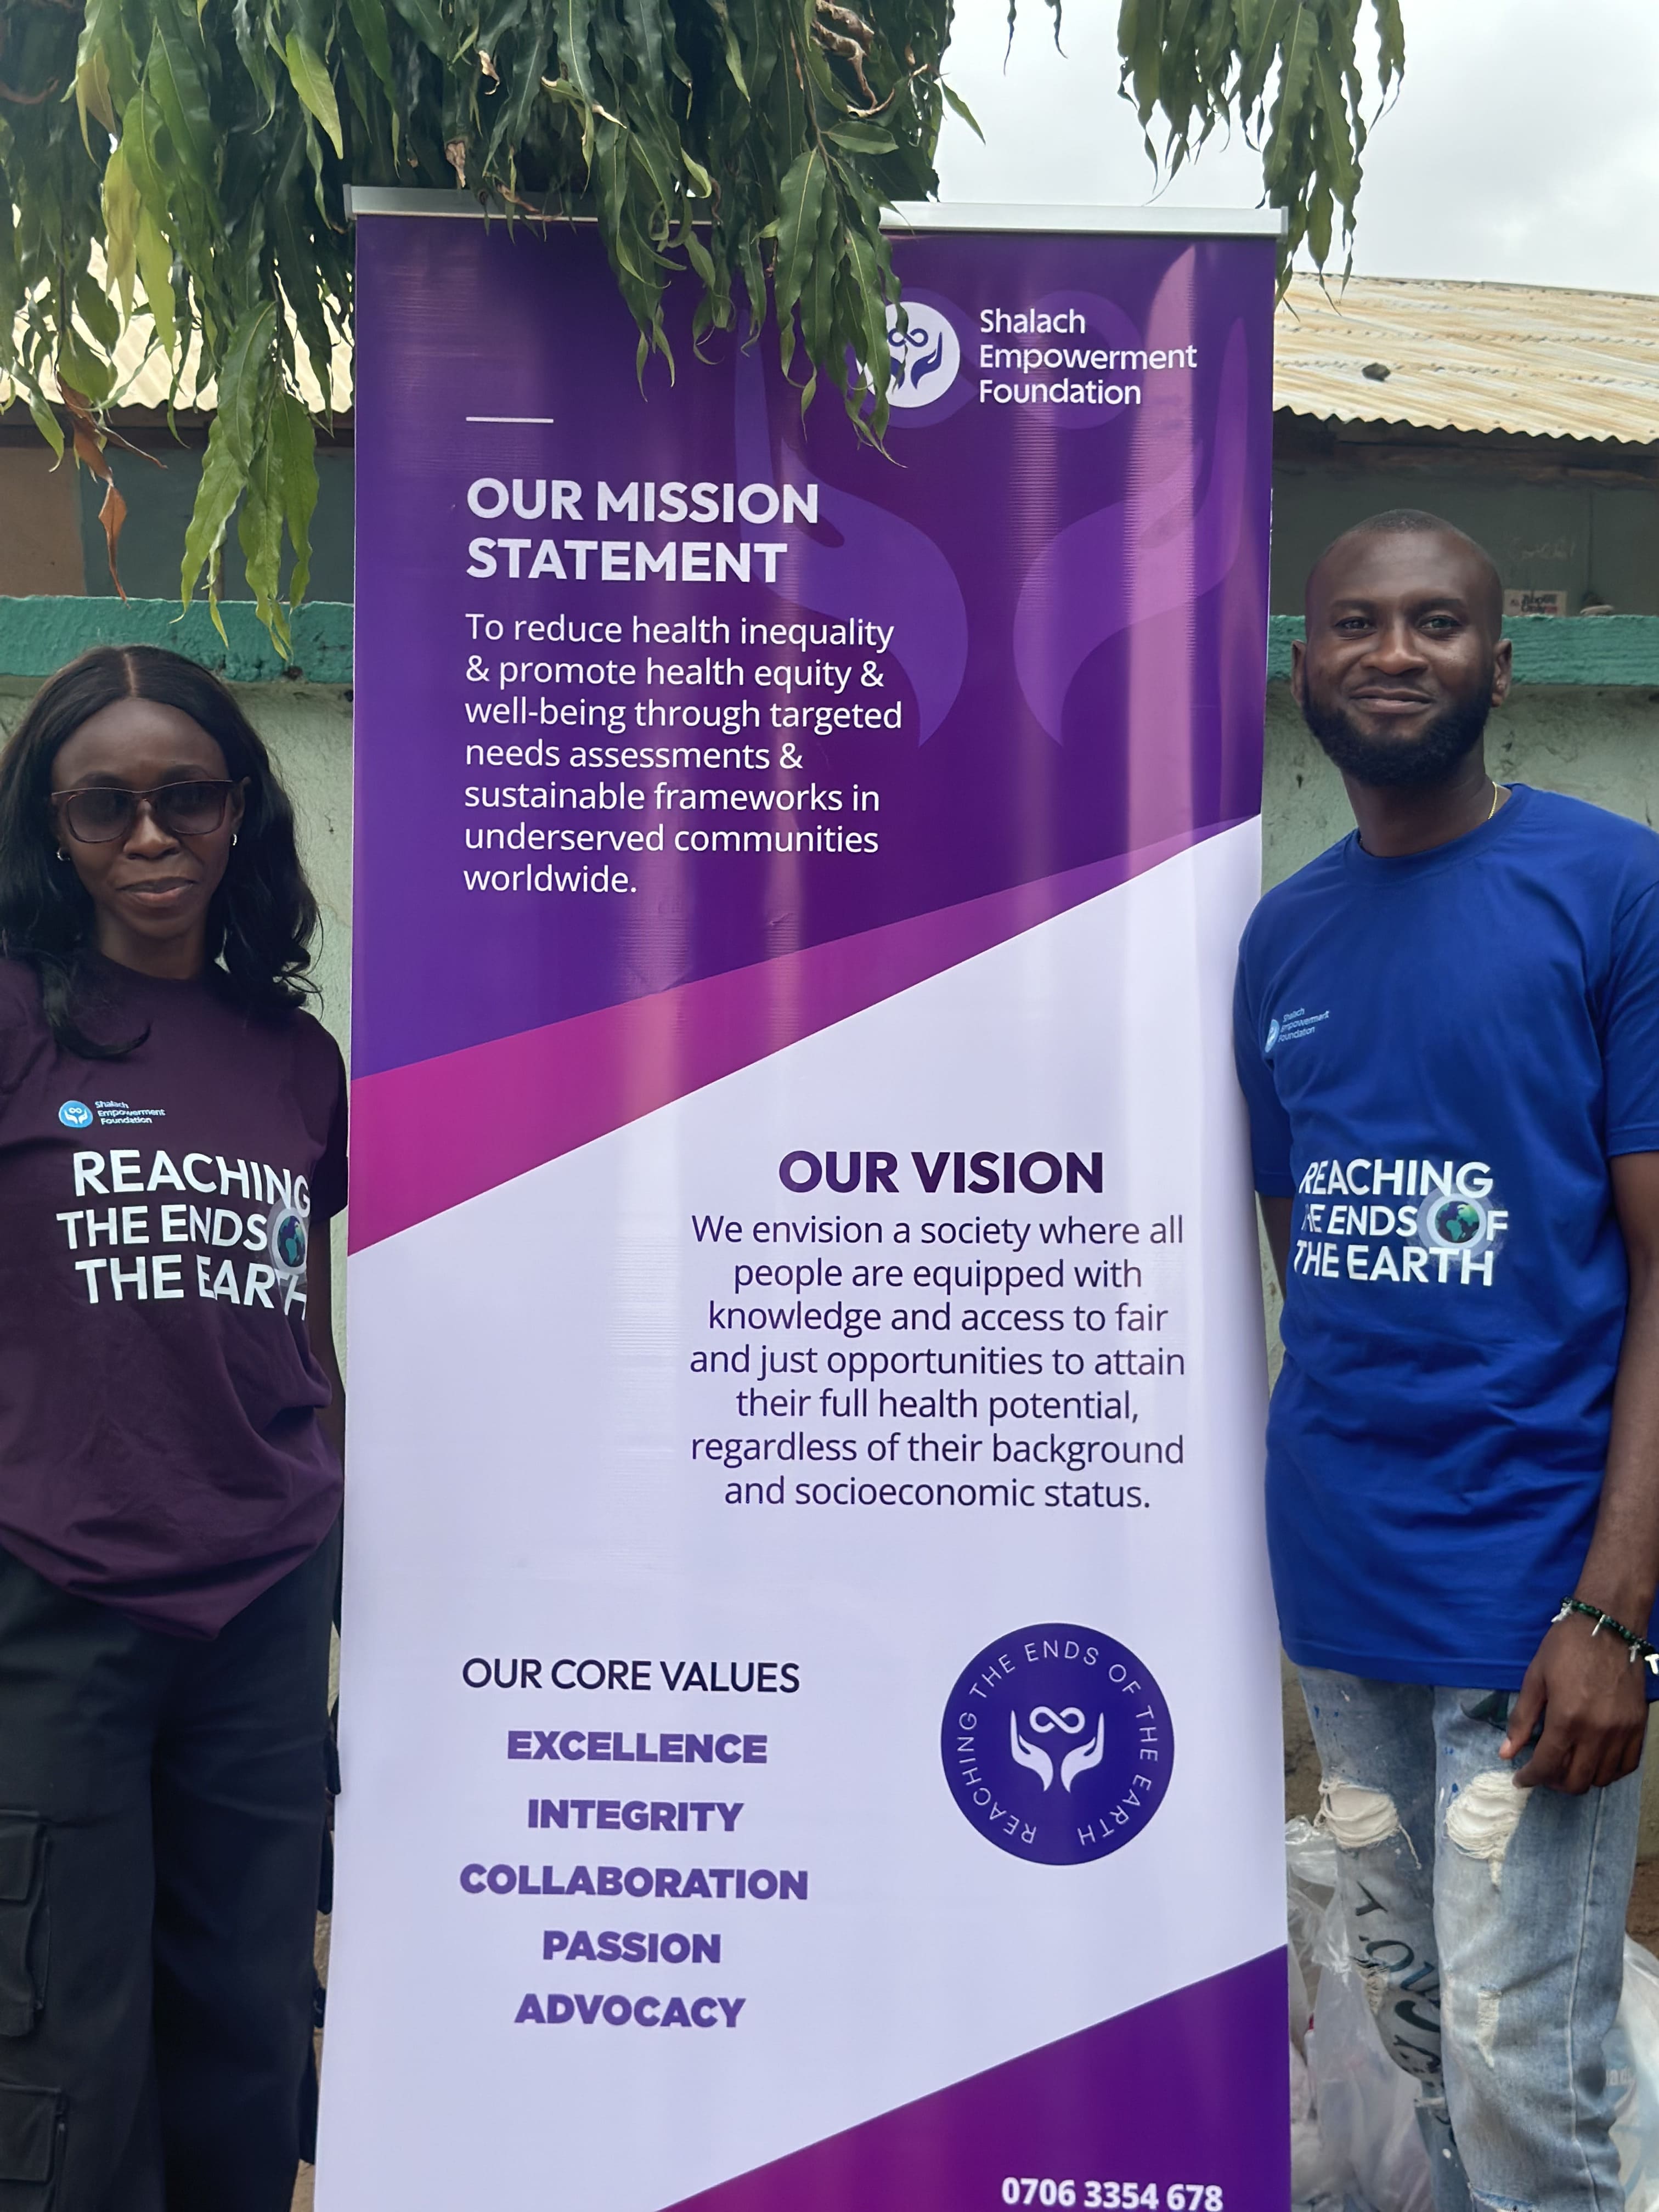 Shalach
Empowerment
Foundation
OUR MISSION
STATEMENT
To reduce health inequality
& promote health equity &
well-being through targeted
needs assessments &
sustainable frameworks in
underserved communities
worldwide.
OUR VISION
We envision a society where all
people are equipped with
knowledge and access to fair
and just opportunities to attain
their full health potential,
regardless of their background
and socioeconomic status.
OUR CORE VALUES
EXCELLENCE
INTEGRITY
COLLABORATION
PASSION
ADVOCACY
REACHING THE ENDS OF THE EARTH
0706 3354 678
Shalach
Empowerment
Foundation
REACHING
THE ENDS
THE EARTH
Shalach
Empowerment
Foundation
REACHING
ENDS OF
THE EARTH